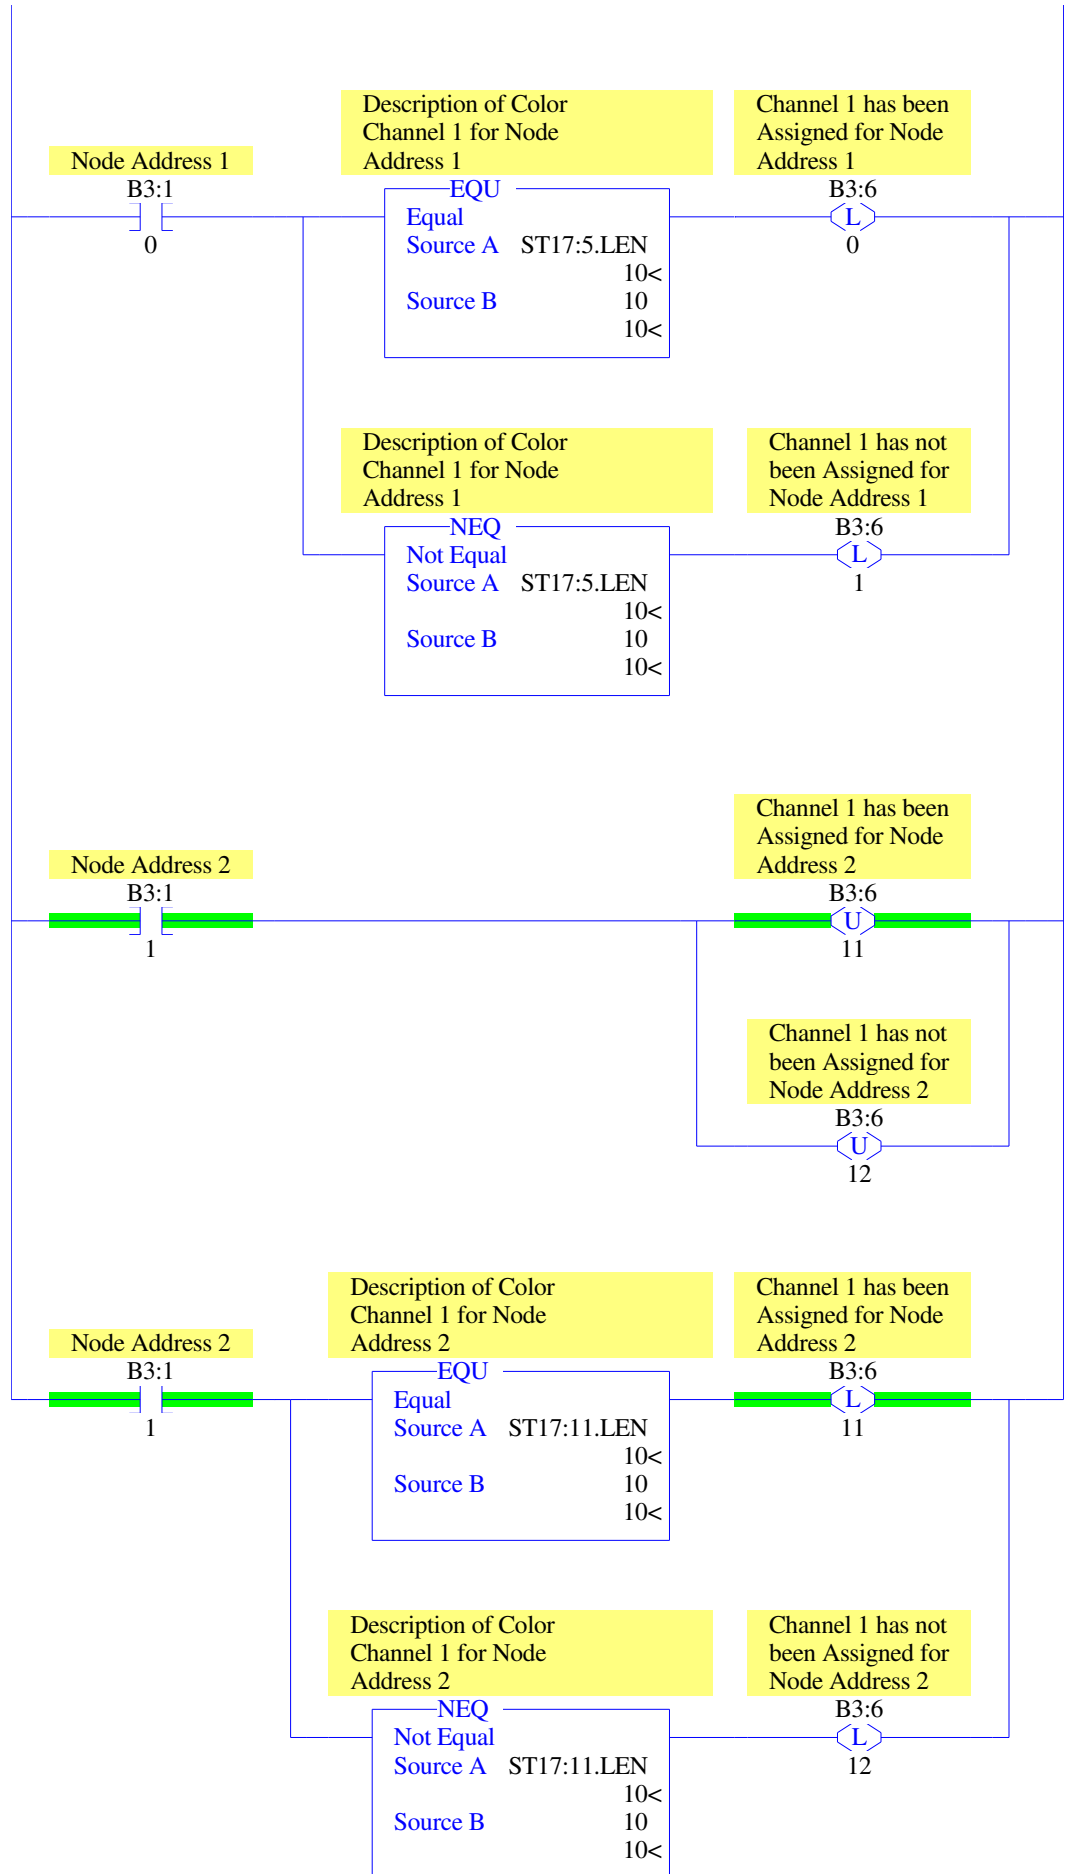 Node Address 1
B3:1
0
Description of Color
Channel 1 for Node
Address 1
EQU
Equal
Source A ST17:5.LEN
10<
Source B 10
10<
Channel 1 has been
Assigned for Node
Address 1
B3:6
L
0
Description of Color
Channel 1 for Node
Address 1
NEQ
Not Equal
Source A ST17:5.LEN
10<
Source B 10
10<
Channel 1 has not
been Assigned for
Node Address 1
B3:6
L
1
Node Address 2
B3:1
1
Channel 1 has been
Assigned for Node
Address 2
B3:6
U
11
Channel 1 has not
been Assigned for
Node Address 2
B3:6
U
12
Node Address 2
B3:1
1
Description of Color
Channel 1 for Node
Address 2
EQU
Equal
Source A ST17:11.LEN
10<
Source B 10
10<
Channel 1 has been
Assigned for Node
Address 2
B3:6
L
11
Description of Color
Channel 1 for Node
Address 2
NEQ
Not Equal
Source A ST17:11.LEN
10<
Source B 10
10<
Channel 1 has not
been Assigned for
Node Address 2
B3:6
L
12